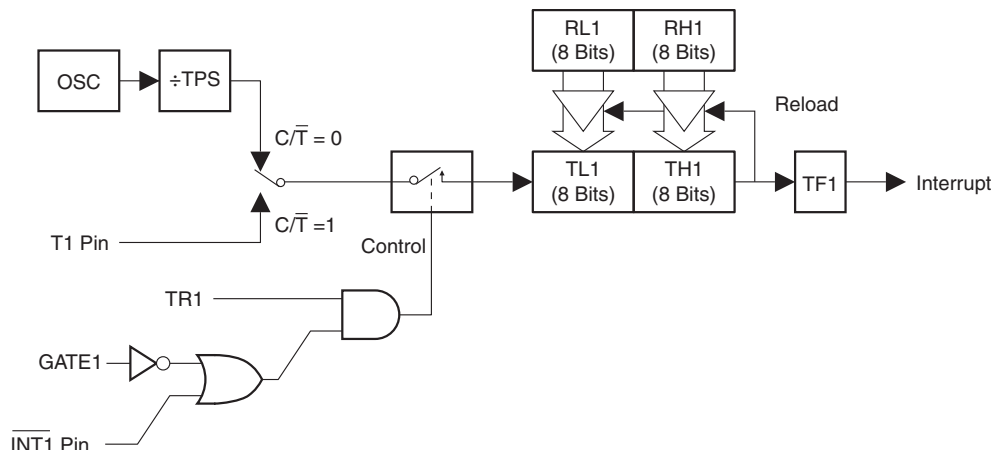 RL1
(8 Bits)
RH1
(8 Bits)
OSC
÷TPS
Reload
C/T̅ = 0
TL1
(8 Bits)
TH1
(8 Bits)
TF1
Interrupt
C/T̅ =1
T1 Pin
Control
TR1
GATE1
I̅N̅T̅1̅ Pin